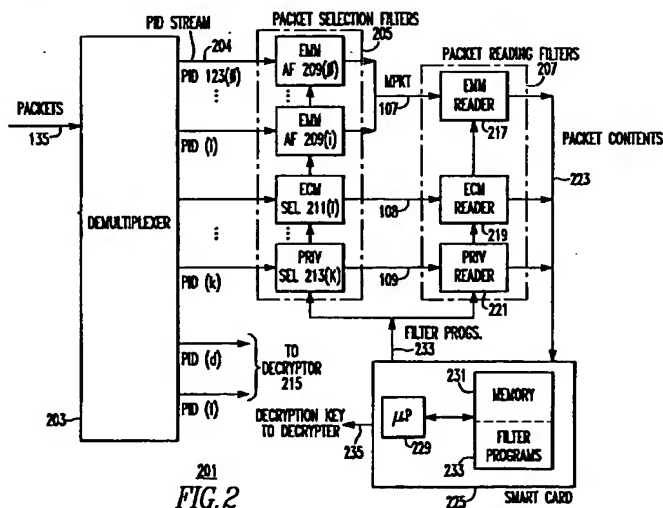 PID STREAM
204
PACKET SELECTION FILTERS
205
PACKET READING FILTERS
207
PACKETS
135
DEMULTIPLEXER
203
PID 123(0)
PID (i)
PID (k)
PID (d)
PID (l)
TO
DECRYPTOR
215
EMM
AF 209(0)
EMM
AF 209(i)
ECM
SEL 211(l)
PRIV
SEL 213(K)
MPKT
107
108
109
EMM
READER
217
ECM
READER
219
PRIV
READER
221
PACKET CONTENTS
223
FILTER PROGS.
233
231
MEMORY
FILTER
PROGRAMS
233
μP
229
DECRYPTION KEY
TO DECRYPTER
235
225
SMART CARD
201
FIG. 2